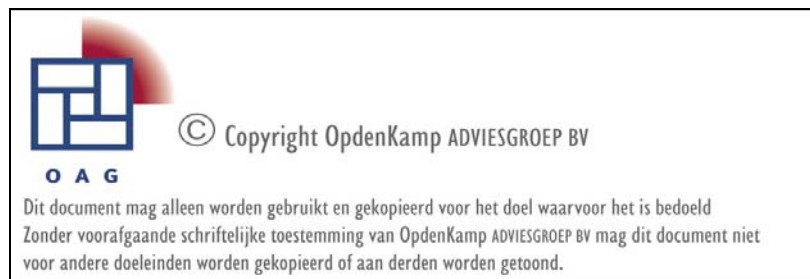 © Copyright OpdenKamp ADVIESGROEP BV
O A G
Dit document mag alleen worden gebruikt en gekopieerd voor het doel waarvoor het is bedoeld
Zonder voorafgaande schriftelijke toestemming van OpdenKamp ADVIESGROEP BV mag dit document niet
voor andere doeleinden worden gekopieerd of aan derden worden getoond.